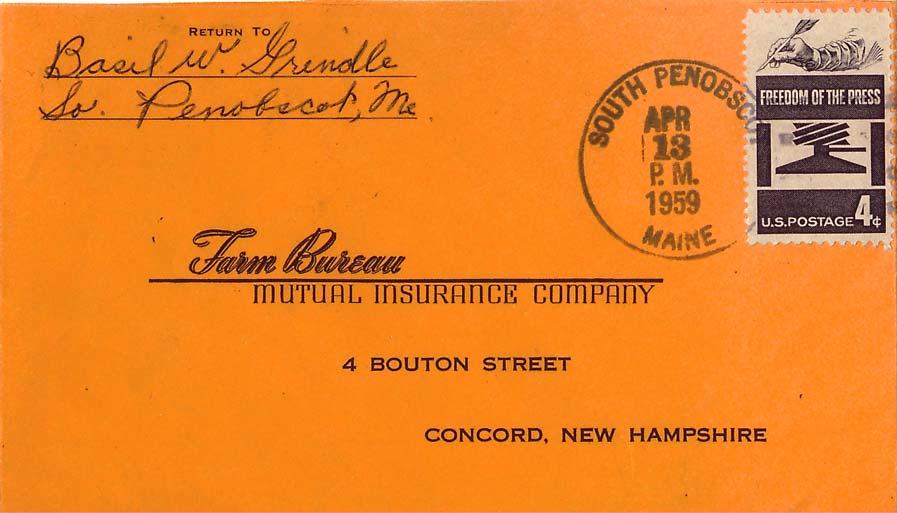 RETURN TO
Basil W. Grindle
So. Penobscot, Me.
SOUTH PENOBSCOT
APR
13
P. M.
1959
MAINE
FREEDOM OF THE PRESS
U.S. POSTAGE 4¢
Farm Bureau
MUTUAL INSURANCE COMPANY
4 BOUTON STREET
CONCORD, NEW HAMPSHIRE